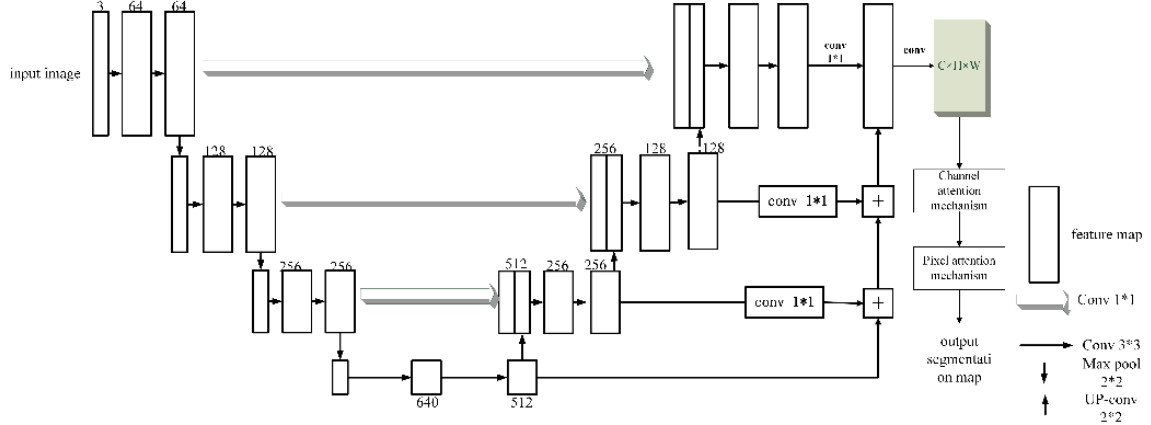 3 64 64
input image
conv
1*1
conv
C×H×W
128 128
256 128 128
conv 1*1
+
Channel
attention
mechanism
feature map
256 256
512 256 256
conv 1*1
+
Pixel attention
mechanism
Conv 1*1
output
segmentati
on map
Conv 3*3
Max pool
2*2
UP-conv
2*2
640 512